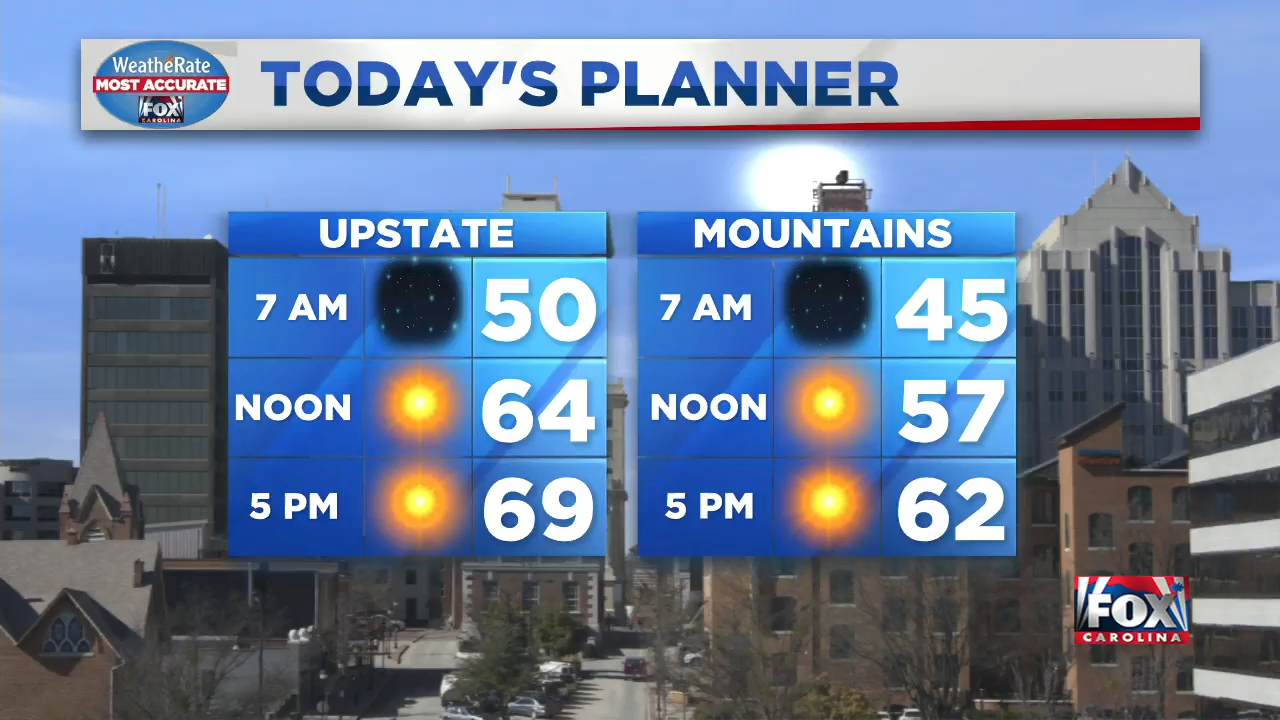 WeatheRate
MOST ACCURATE
FOX
CAROLINA
TODAY'S PLANNER
UPSTATE
7 AM 50
NOON 64
5 PM 69
MOUNTAINS
7 AM 45
NOON 57
5 PM 62
FOX
CAROLINA